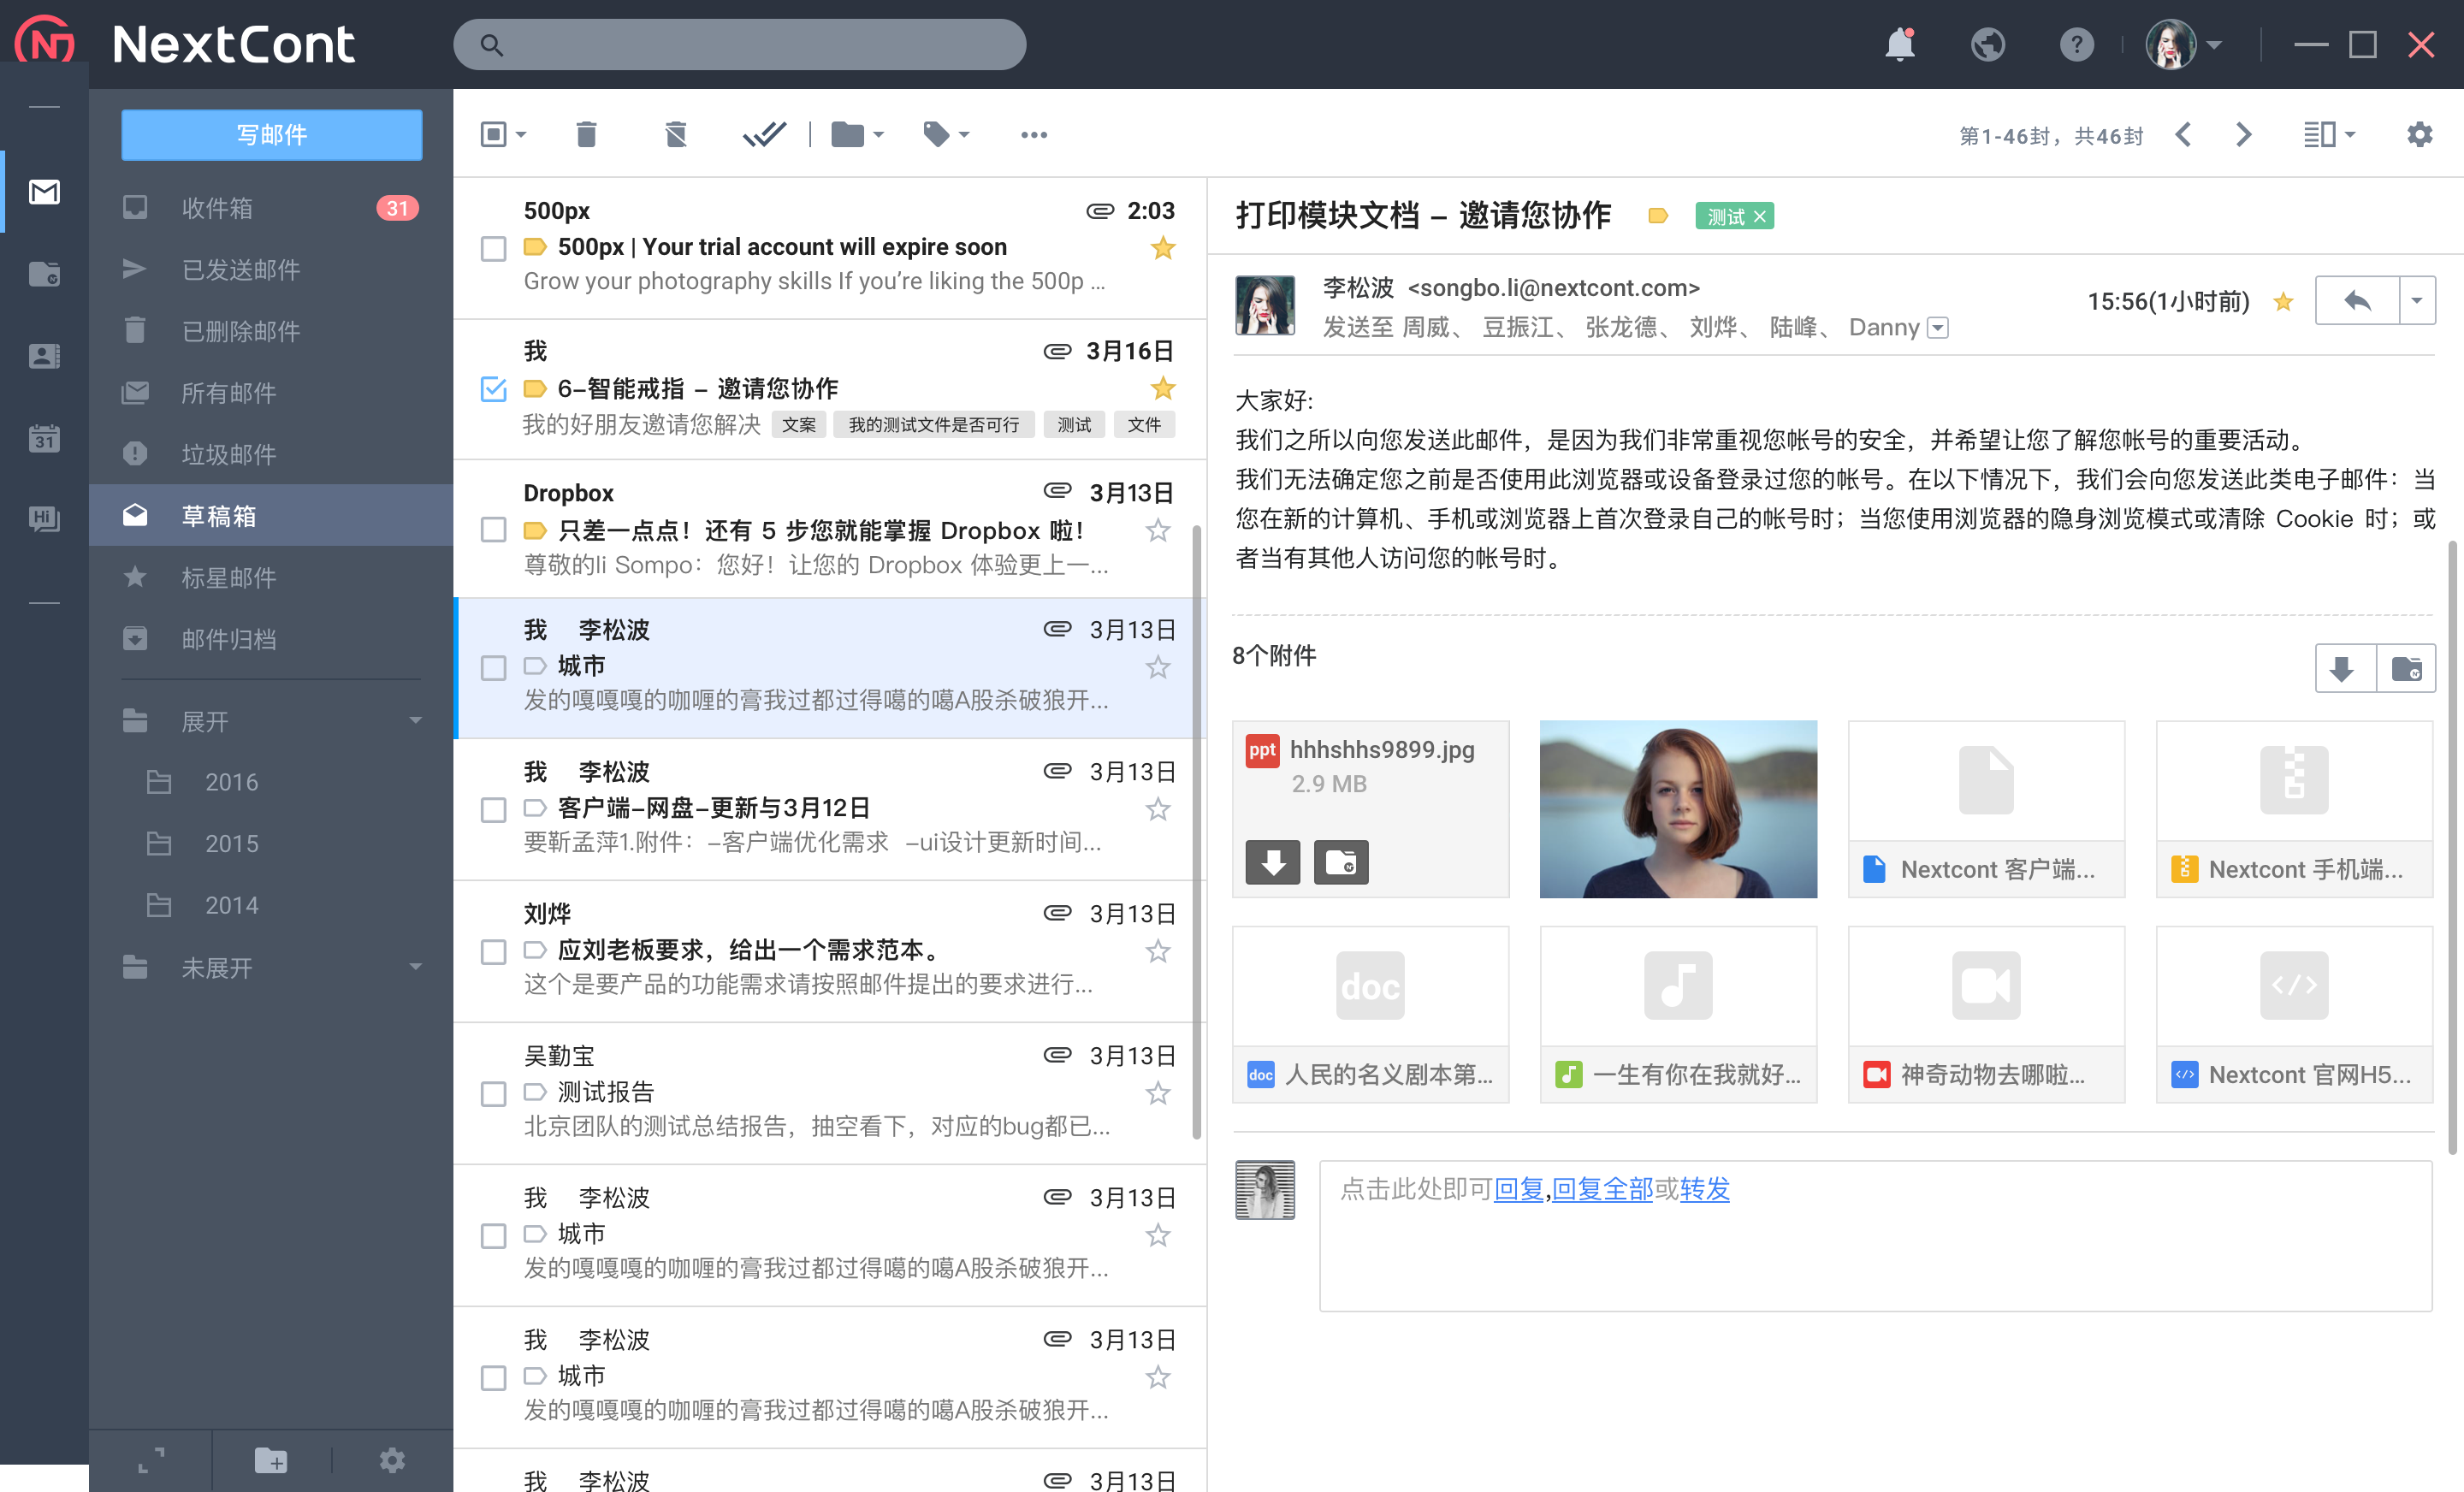 NextCont
写邮件
收件箱 31
已发送邮件
已删除邮件
所有邮件
垃圾邮件
草稿箱
标星邮件
邮件归档
展开
2016
2015
2014
未展开
31
Hi
第1-46封，共46封
500px 2:03
500px | Your trial account will expire soon
Grow your photography skills If you’re liking the 500p ...
我 3月16日
6–智能戒指 – 邀请您协作
我的好朋友邀请您解决 文案 我的测试文件是否可行 测试 文件
Dropbox 3月13日
只差一点点！还有 5 步您就能掌握 Dropbox 啦！
尊敬的li Sompo：您好！让您的 Dropbox 体验更上一...
我 李松波 3月13日
城市
发的嘎嘎嘎的咖喱的膏我过都过得噶的噶A股杀破狼开...
我 李松波 3月13日
客户端–网盘–更新与3月12日
要靳孟萍1.附件：–客户端优化需求 –ui设计更新时间...
刘烨 3月13日
应刘老板要求，给出一个需求范本。
这个是要产品的功能需求请按照邮件提出的要求进行...
吴勤宝 3月13日
测试报告
北京团队的测试总结报告，抽空看下，对应的bug都已...
我 李松波 3月13日
城市
发的嘎嘎嘎的咖喱的膏我过都过得噶的噶A股杀破狼开...
我 李松波 3月13日
城市
发的嘎嘎嘎的咖喱的膏我过都过得噶的噶A股杀破狼开...
我 李松波 3月13日
打印模块文档 – 邀请您协作 测试 ×
李松波 <songbo.li@nextcont.com> 15:56(1小时前)
发送至 周威、 豆振江、 张龙德、 刘烨、 陆峰、 Danny
大家好:
我们之所以向您发送此邮件，是因为我们非常重视您帐号的安全，并希望让您了解您帐号的重要活动。
我们无法确定您之前是否使用此浏览器或设备登录过您的帐号。在以下情况下，我们会向您发送此类电子邮件：当
您在新的计算机、手机或浏览器上首次登录自己的帐号时；当您使用浏览器的隐身浏览模式或清除 Cookie 时；或
者当有其他人访问您的帐号时。
8个附件
ppt hhhshhs9899.jpg
2.9 MB
Nextcont 客户端...
Nextcont 手机端...
doc
doc 人民的名义剧本第...
一生有你在我就好...
神奇动物去哪啦...
</>
</> Nextcont 官网H5...
点击此处即可回复,回复全部或转发